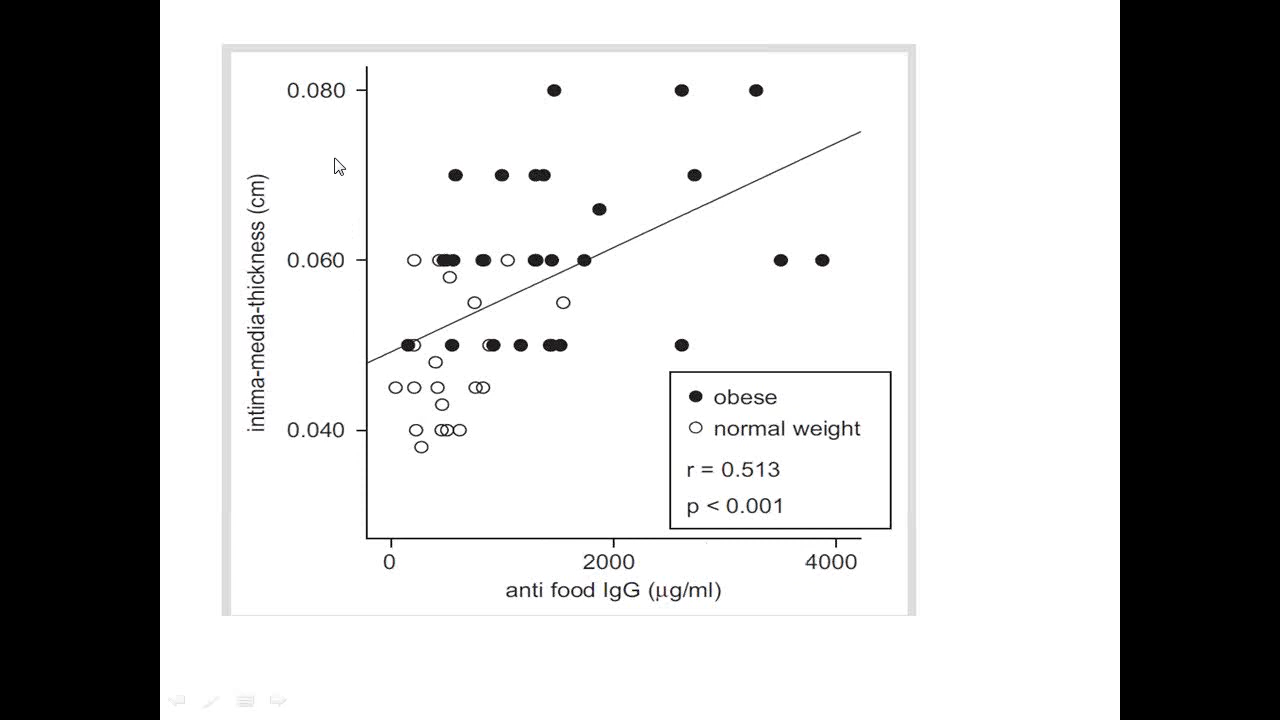 0.080
0.060
0.040
intima-media-thickness (cm)
obese
normal weight
r = 0.513
p < 0.001
0 2000 4000
anti food IgG (μg/ml)